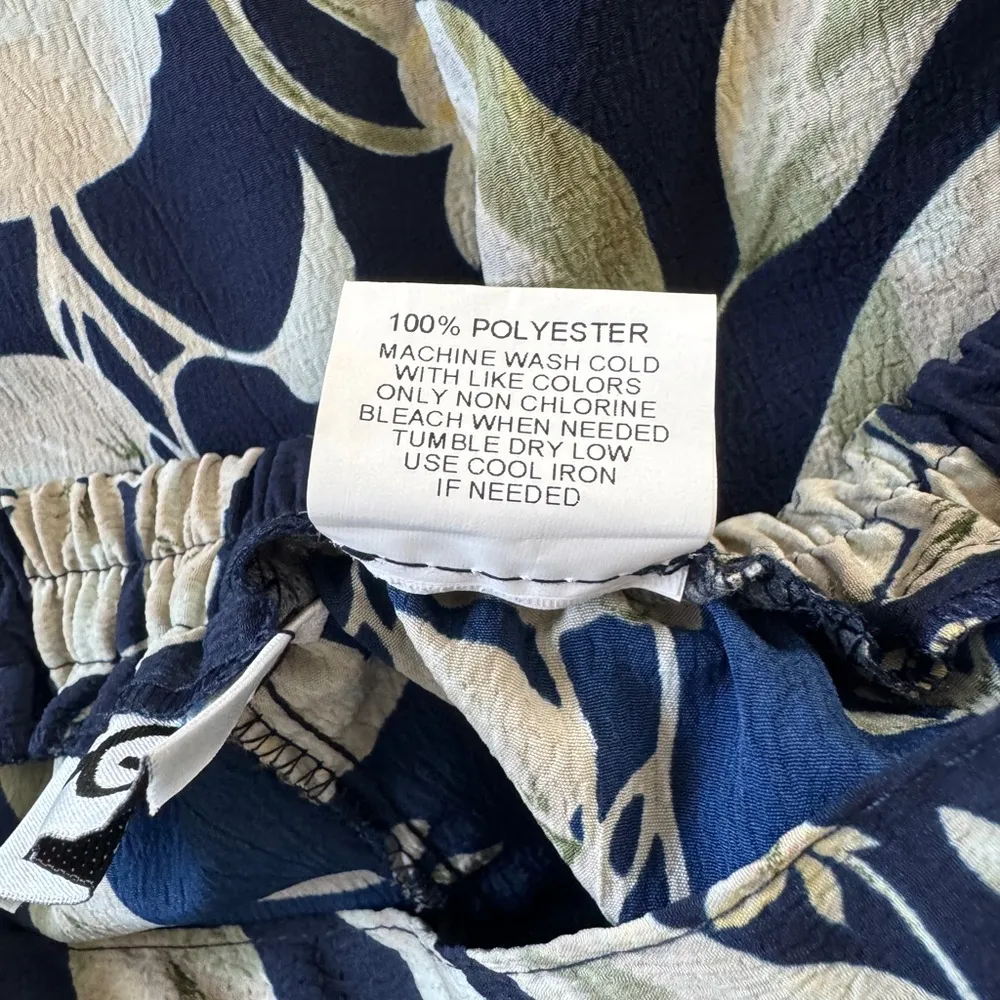 100% POLYESTER
MACHINE WASH COLD
WITH LIKE COLORS
ONLY NON CHLORINE
BLEACH WHEN NEEDED
TUMBLE DRY LOW
USE COOL IRON
IF NEEDED